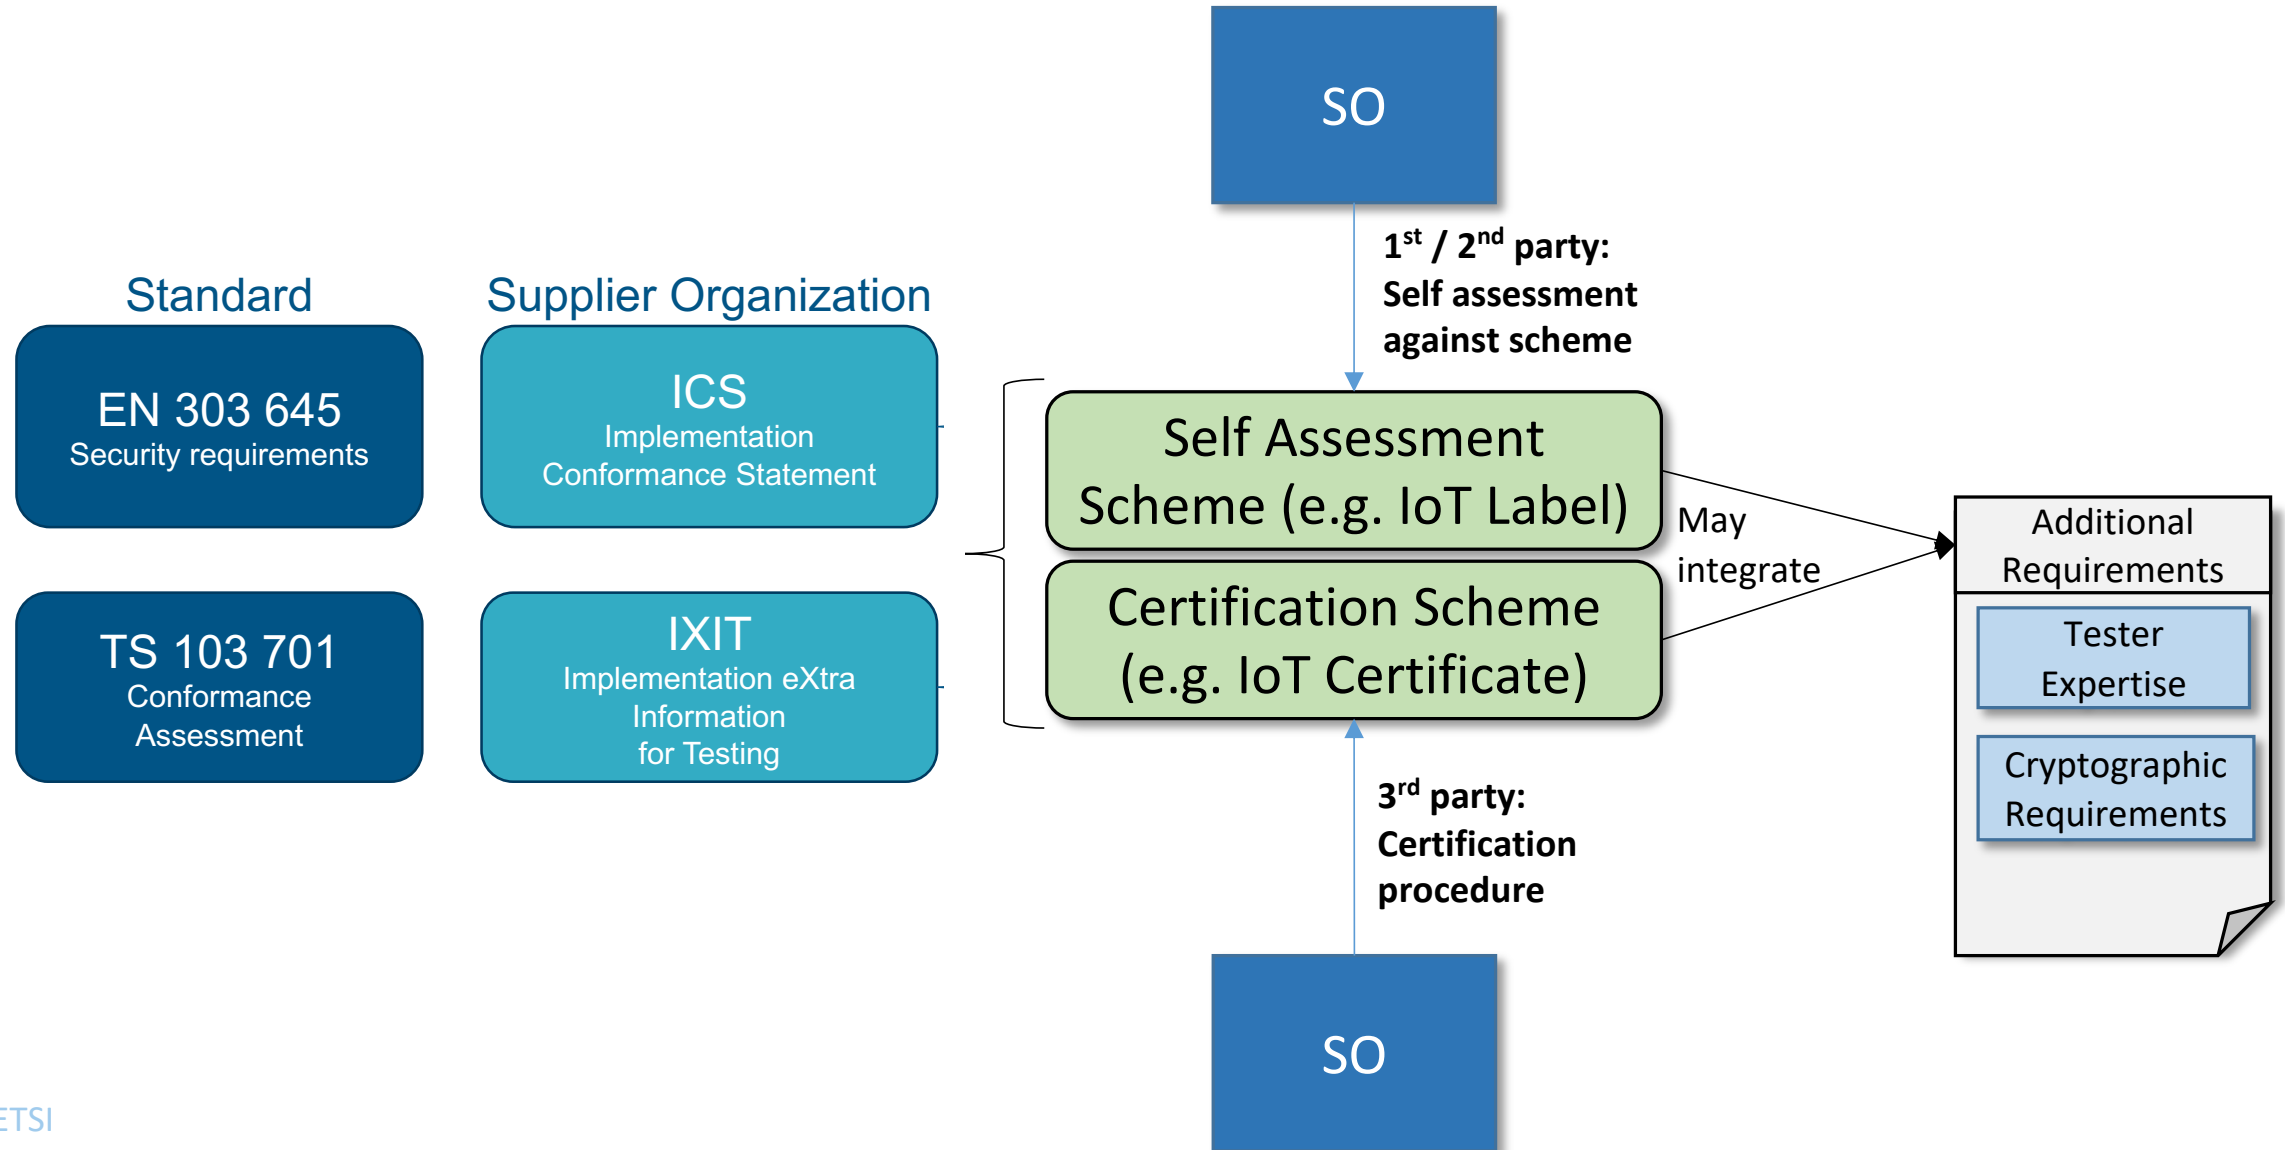 SO
1st / 2nd party:
Self assessment
against scheme
Standard
EN 303 645
Security requirements
TS 103 701
Conformance
Assessment
Supplier Organization
ICS
Implementation
Conformance Statement
IXIT
Implementation eXtra
Information
for Testing
Self Assessment
Scheme (e.g. IoT Label)
Certification Scheme
(e.g. IoT Certificate)
May
integrate
Additional
Requirements
Tester
Expertise
Cryptographic
Requirements
3rd party:
Certification
procedure
SO
ETSI